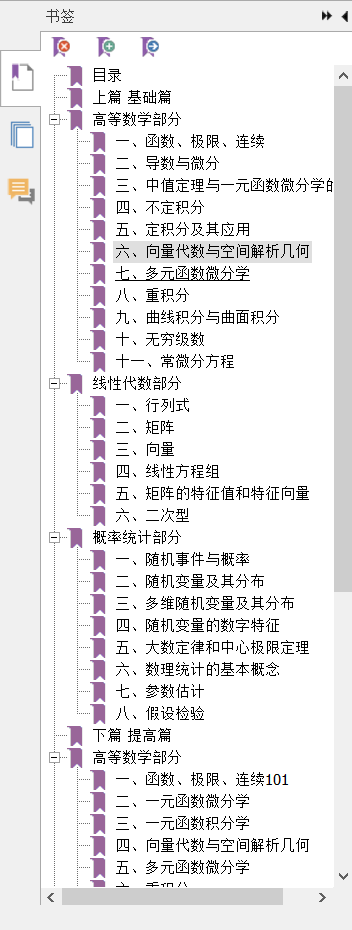 书签
目录
上篇 基础篇
高等数学部分
一、函数、极限、连续
二、导数与微分
三、中值定理与一元函数微分学的
四、不定积分
五、定积分及其应用
六、向量代数与空间解析几何
七、多元函数微分学
八、重积分
九、曲线积分与曲面积分
十、无穷级数
十一、常微分方程
线性代数部分
一、行列式
二、矩阵
三、向量
四、线性方程组
五、矩阵的特征值和特征向量
六、二次型
概率统计部分
一、随机事件与概率
二、随机变量及其分布
三、多维随机变量及其分布
四、随机变量的数字特征
五、大数定律和中心极限定理
六、数理统计的基本概念
七、参数估计
八、假设检验
下篇 提高篇
高等数学部分
一、函数、极限、连续101
二、一元函数微分学
三、一元函数积分学
四、向量代数与空间解析几何
五、多元函数微分学
六、重积分